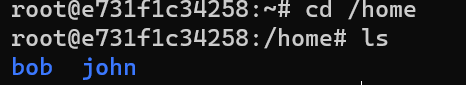 root@e731f1c34258:~# cd /home
root@e731f1c34258:/home# ls
bob  john